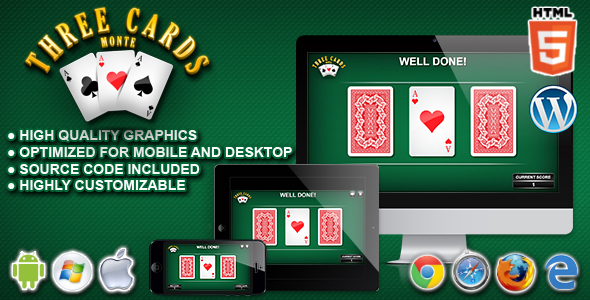 THREE CARDS
MONTE
A A A
● HIGH QUALITY GRAPHICS
● OPTIMIZED FOR MOBILE AND DESKTOP
● SOURCE CODE INCLUDED
● HIGHLY CUSTOMIZABLE
HTML
5
W
WELL DONE!
A
CURRENT SCORE
1
WELL DONE!
A
WELL DONE!
A
e